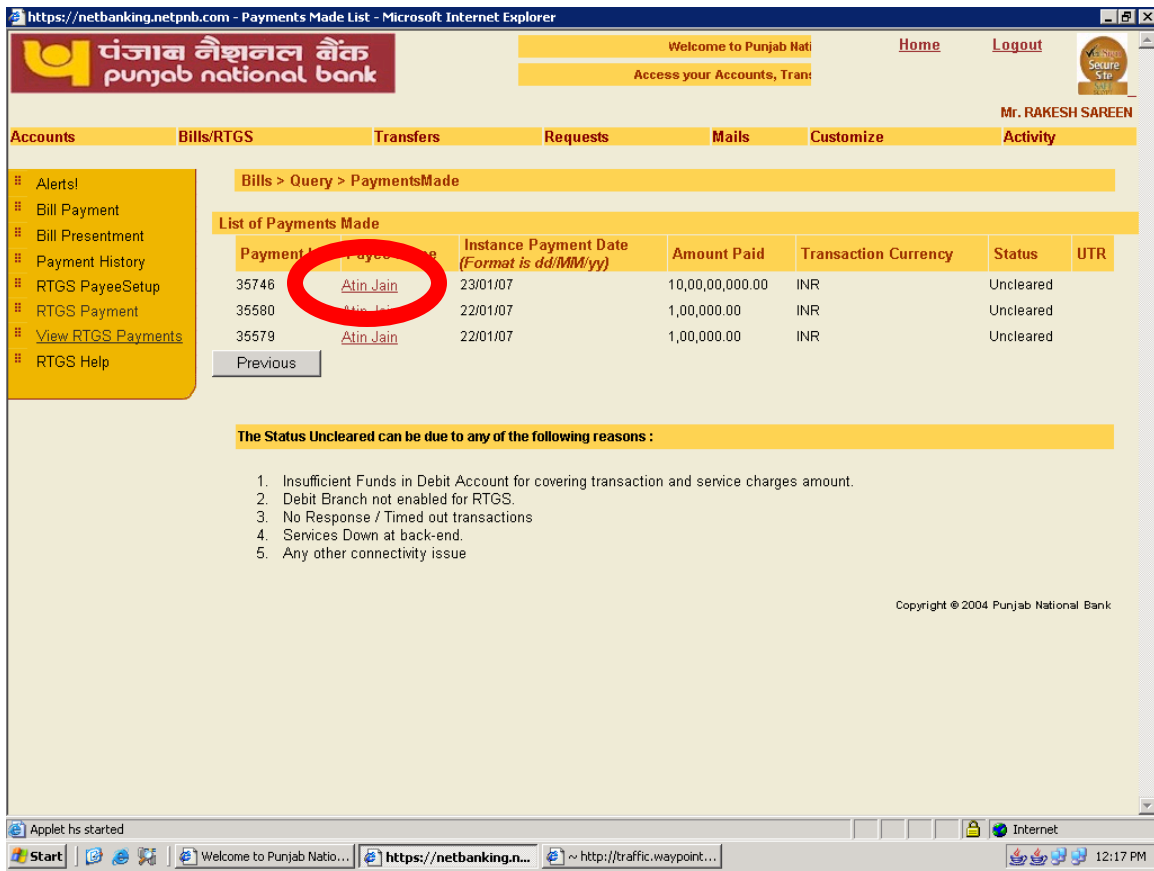 https://netbanking.netpnb.com - Payments Made List - Microsoft Internet Explorer
पंजाब नैशनल बैंक
punjab national bank
Welcome to Punjab Nati
Access your Accounts, Trans
Home Logout
Secure
Site
Mr. RAKESH SAREEN
Accounts Bills/RTGS Transfers Requests Mails Customize Activity
Alerts!
Bill Payment
Bill Presentment
Payment History
RTGS PayeeSetup
RTGS Payment
View RTGS Payments
RTGS Help
Bills > Query > PaymentsMade
List of Payments Made
Payment Instance Payment Date (Format is dd/MM/yy) Amount Paid Transaction Currency Status UTR
35746 Atin Jain 23/01/07 10,00,00,000.00 INR Uncleared
35580 Atin Jain 22/01/07 1,00,000.00 INR Uncleared
35579 Atin Jain 22/01/07 1,00,000.00 INR Uncleared
Previous
The Status Uncleared can be due to any of the following reasons :
1. Insufficient Funds in Debit Account for covering transaction and service charges amount.
2. Debit Branch not enabled for RTGS.
3. No Response / Timed out transactions
4. Services Down at back-end.
5. Any other connectivity issue
Copyright © 2004 Punjab National Bank
Applet hs started Internet
Start Welcome to Punjab Natio... https://netbanking.n... ~ http://traffic.waypoint... 12:17 PM